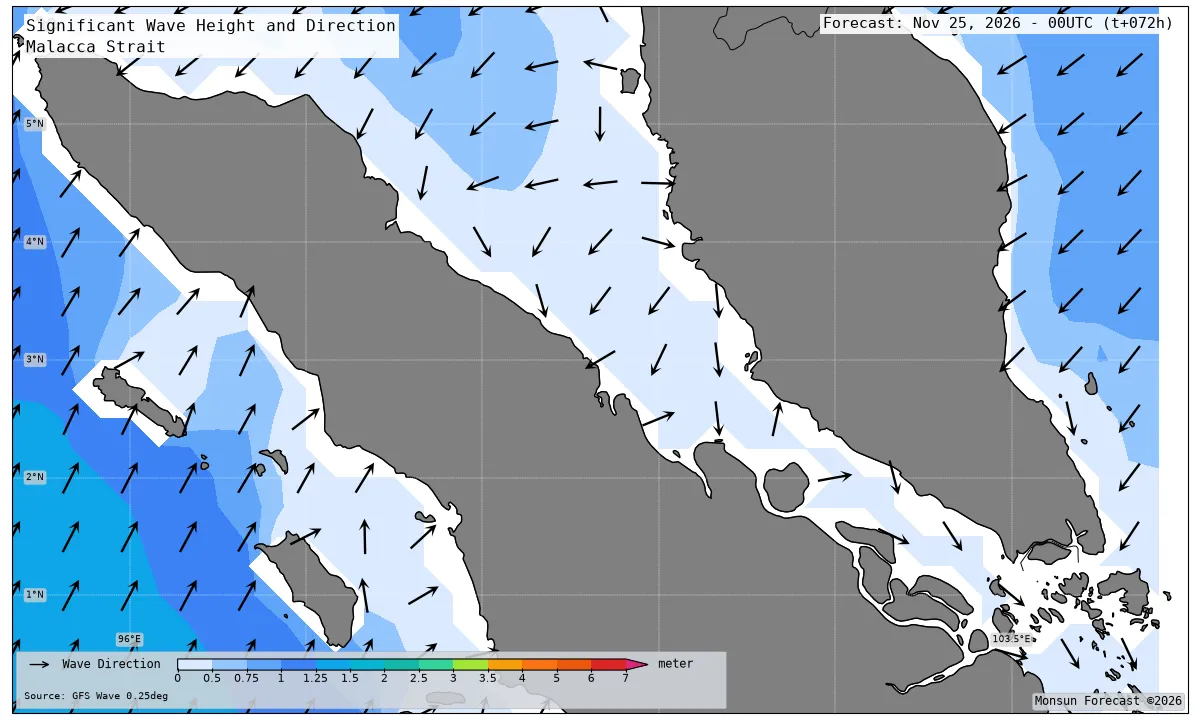 Significant Wave Height and Direction
Malacca Strait
Forecast: Nov 25, 2026 - 00UTC (t+072h)
5°N
4°N
3°N
2°N
1°N
96°E
103.5°E
Wave Direction
0 0.5 0.75 1 1.25 1.5 2 2.5 3 3.5 4 5 6 7
meter
Source: GFS Wave 0.25deg
Monsun Forecast ©2026